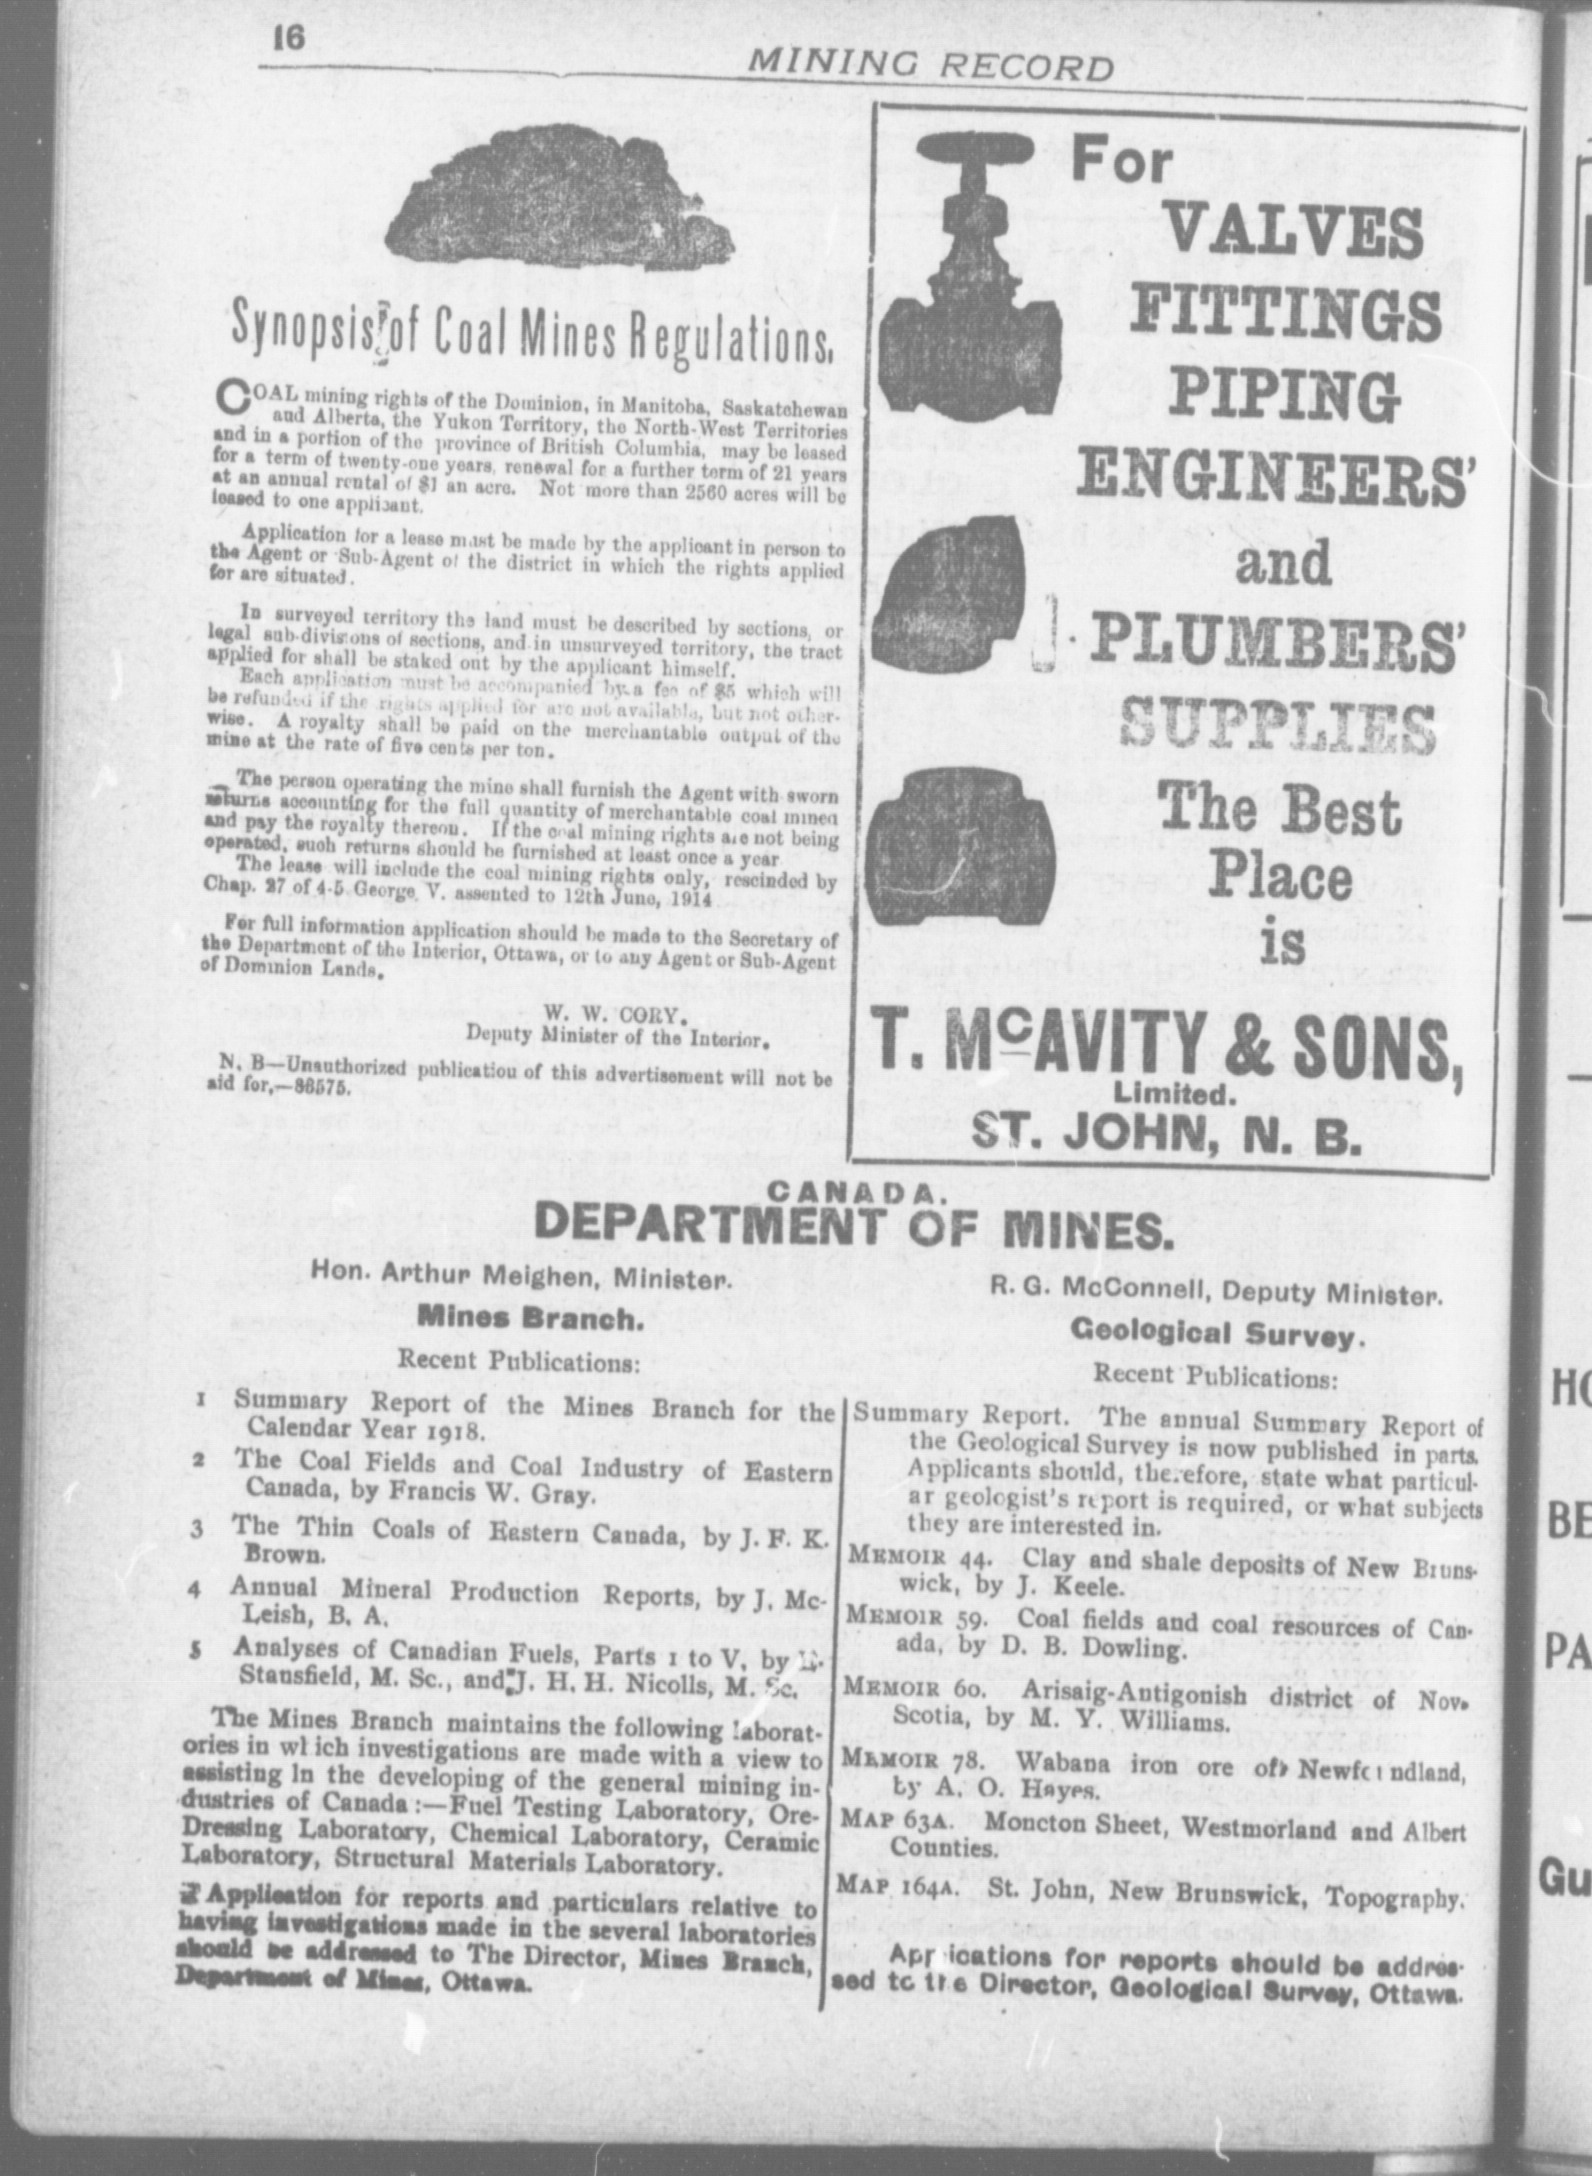 16
MINING RECORD
Synopsis of Coal Mines Regulations.
COAL mining rights of the Dominion, in Manitoba, Saskatchewan
and Alberta, the Yukon Territory, the North-West Territories
and in a portion of the province of British Columbia, may be leased
for a term of twenty-one years, renewal for a further term of 21 years
at an annual rental of $1 an acre. Not more than 2560 acres will be
leased to one applicant.
Application for a lease must be made by the applicant in person to
the Agent or Sub-Agent of the district in which the rights applied
for are situated.
In surveyed territory the land must be described by sections, or
legal sub-divisions of sections, and in unsurveyed territory, the tract
applied for shall be staked out by the applicant himself.
Each application must be accompanied by a fee of $5 which will
be refunded if the rights applied for are not available, but not other-
wise. A royalty shall be paid on the merchantable output of the
mine at the rate of five cents per ton.
The person operating the mine shall furnish the Agent with sworn
returns accounting for the full quantity of merchantable coal mined
and pay the royalty thereon. If the coal mining rights are not being
operated, such returns should be furnished at least once a year
The lease will include the coal mining rights only, rescinded by
Chap. 27 of 4-5 George V. assented to 12th June, 1914
For full information application should be made to the Secretary of
the Department of the Interior, Ottawa, or to any Agent or Sub-Agent
of Dominion Lands.
W. W. CORY.
Deputy Minister of the Interior.
N. B—Unauthorized publication of this advertisement will not be
aid for,—86575.
For
VALVES
FITTINGS
PIPING
ENGINEERS'
and
PLUMBERS'
SUPPLIES
The Best
Place
is
T. McAVITY & SONS,
Limited.
ST. JOHN, N. B.
CANADA.
DEPARTMENT OF MINES.
Hon. Arthur Meighen, Minister.
R. G. McConnell, Deputy Minister.
Mines Branch.
Recent Publications:
1 Summary Report of the Mines Branch for the
Calendar Year 1918.
2 The Coal Fields and Coal Industry of Eastern
Canada, by Francis W. Gray.
3 The Thin Coals of Eastern Canada, by J. F. K.
Brown.
4 Annual Mineral Production Reports, by J. Mc-
Leish, B. A.
5 Analyses of Canadian Fuels, Parts 1 to V, by E.
Stansfield, M. Sc., and J. H. H. Nicolls, M. Sc.
The Mines Branch maintains the following laborat-
ories in which investigations are made with a view to
assisting in the developing of the general mining in-
dustries of Canada:—Fuel Testing Laboratory, Ore-
Dressing Laboratory, Chemical Laboratory, Ceramic
Laboratory, Structural Materials Laboratory.
Application for reports and particulars relative to
having investigations made in the several laboratories
should be addressed to The Director, Mines Branch,
Department of Mines, Ottawa.
Geological Survey.
Recent Publications:
Summary Report. The annual Summary Report of
the Geological Survey is now published in parts.
Applicants should, therefore, state what particul-
ar geologist's report is required, or what subjects
they are interested in.
MEMOIR 44. Clay and shale deposits of New Bruns-
wick, by J. Keele.
MEMOIR 59. Coal fields and coal resources of Can-
ada, by D. B. Dowling.
MEMOIR 60. Arisaig-Antigonish district of Nov.
Scotia, by M. Y. Williams.
MEMOIR 78. Wabana iron ore of Newfoundland,
by A. O. Hayes.
MAP 63A. Moncton Sheet, Westmorland and Albert
Counties.
MAP 164A. St. John, New Brunswick, Topography.
Applications for reports should be addres-
sed to the Director, Geological Survey, Ottawa.
HO
BE
PA
Gu